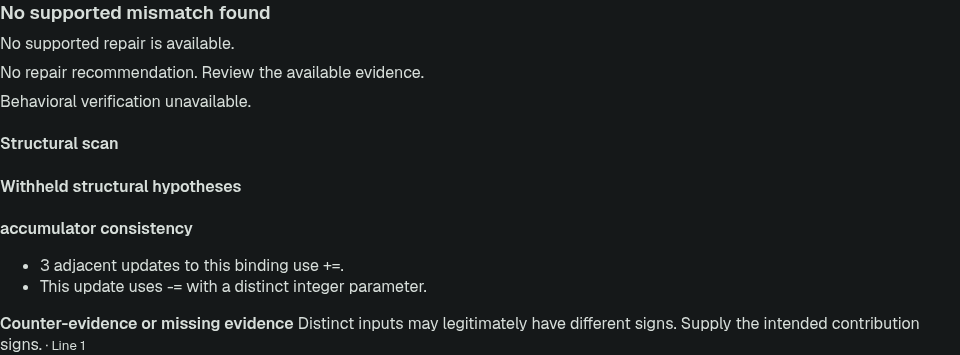 No supported mismatch found
No supported repair is available.
No repair recommendation. Review the available evidence.
Behavioral verification unavailable.
Structural scan
Withheld structural hypotheses
accumulator consistency
• 3 adjacent updates to this binding use +=.
• This update uses -= with a distinct integer parameter.
Counter-evidence or missing evidence Distinct inputs may legitimately have different signs. Supply the intended contribution
signs. · Line 1